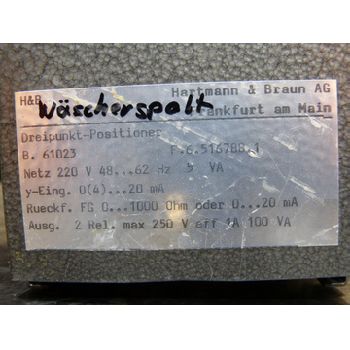 H&B Hartmann & Braun AG
Wäscherspalt Frankfurt am Main
Dreipunkt-Positioner
B. 61023 F-6.516788.1
Netz 220 V 48...62 Hz 5 VA
y-Eing. 0(4)...20 mA
Rueckf. FG 0...1000 Ohm oder 0...20 mA
Ausg. 2 Rel. max 250 V eff 1A 100 VA